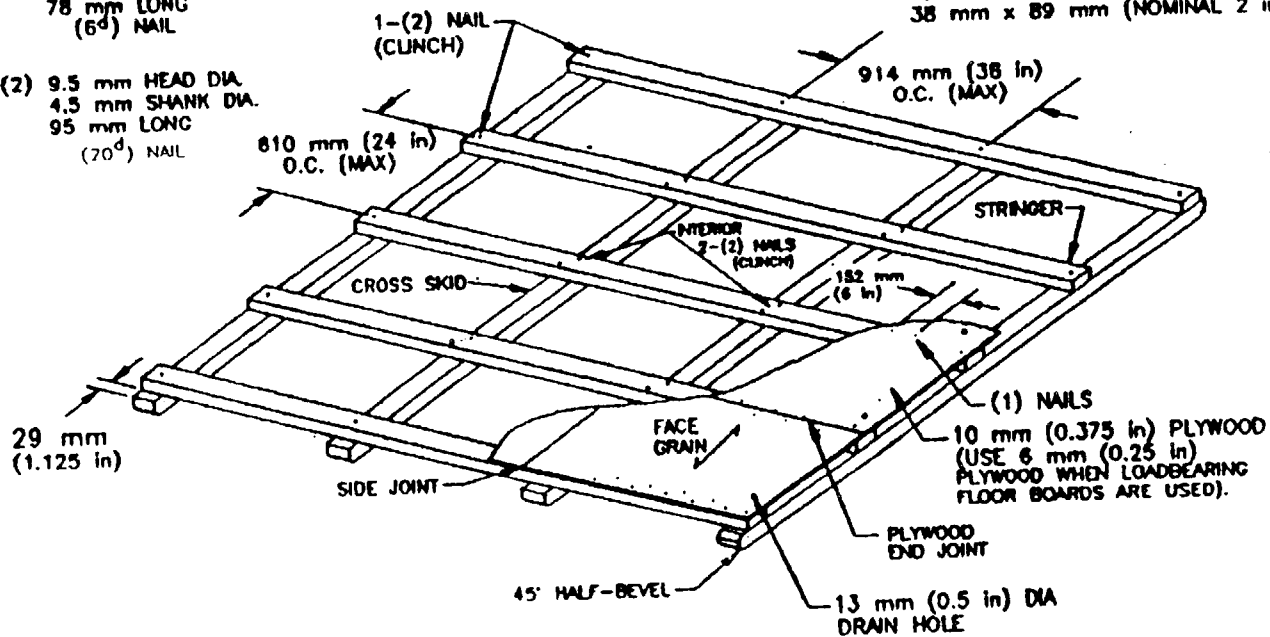 78 mm LONG
(6d) NAIL
(2) 9.5 mm HEAD DIA.
4.5 mm SHANK DIA.
95 mm LONG
(20d) NAIL
1-(2) NAIL
(CLINCH)
38 mm x 89 mm (NOMINAL 2 in
914 mm (36 in)
O.C. (MAX)
610 mm (24 in)
O.C. (MAX)
STRINGER
INTERIOR
2-(2) NAILS
(CLINCH)
152 mm
(6 in)
CROSS SKID
29 mm
(1.125 in)
FACE
GRAIN
SIDE JOINT
(1) NAILS
10 mm (0.375 in) PLYWOOD
(USE 6 mm (0.25 in)
PLYWOOD WHEN LOADBEARING
FLOOR BOARDS ARE USED).
PLYWOOD
END JOINT
45° HALF-BEVEL
13 mm (0.5 in) DIA
DRAIN HOLE